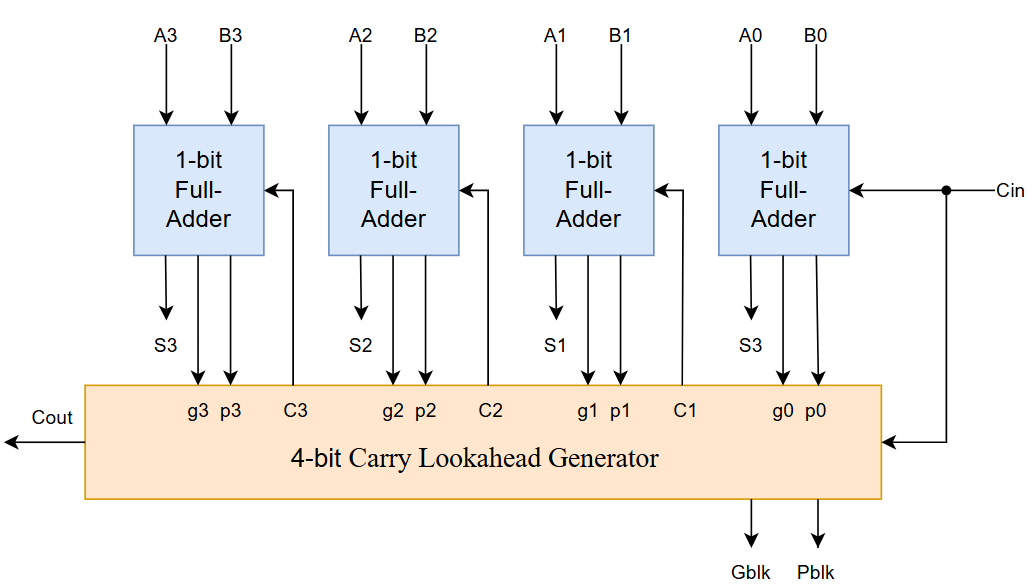 A3 B3 A2 B2 A1 B1 A0 B0
1-bit
Full-
Adder
1-bit
Full-
Adder
1-bit
Full-
Adder
1-bit
Full-
Adder
Cin
S3 S2 S1 S3
Cout
g3 p3 C3 g2 p2 C2 g1 p1 C1 g0 p0
4-bit Carry Lookahead Generator
Gblk Pblk